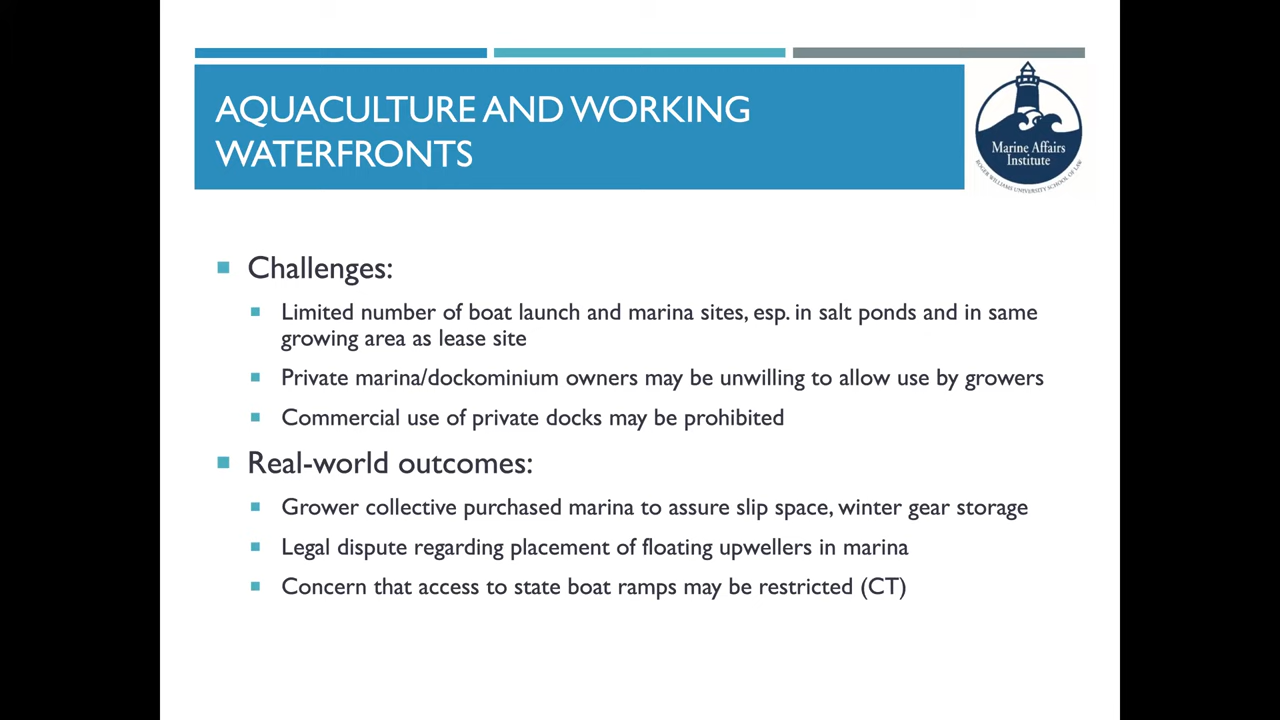 AQUACULTURE AND WORKING
WATERFRONTS
Marine Affairs
Institute
ROGER WILLIAMS UNIVERSITY SCHOOL OF LAW
Challenges:
Limited number of boat launch and marina sites, esp. in salt ponds and in same
growing area as lease site
Private marina/dockominium owners may be unwilling to allow use by growers
Commercial use of private docks may be prohibited
Real-world outcomes:
Grower collective purchased marina to assure slip space, winter gear storage
Legal dispute regarding placement of floating upwellers in marina
Concern that access to state boat ramps may be restricted (CT)